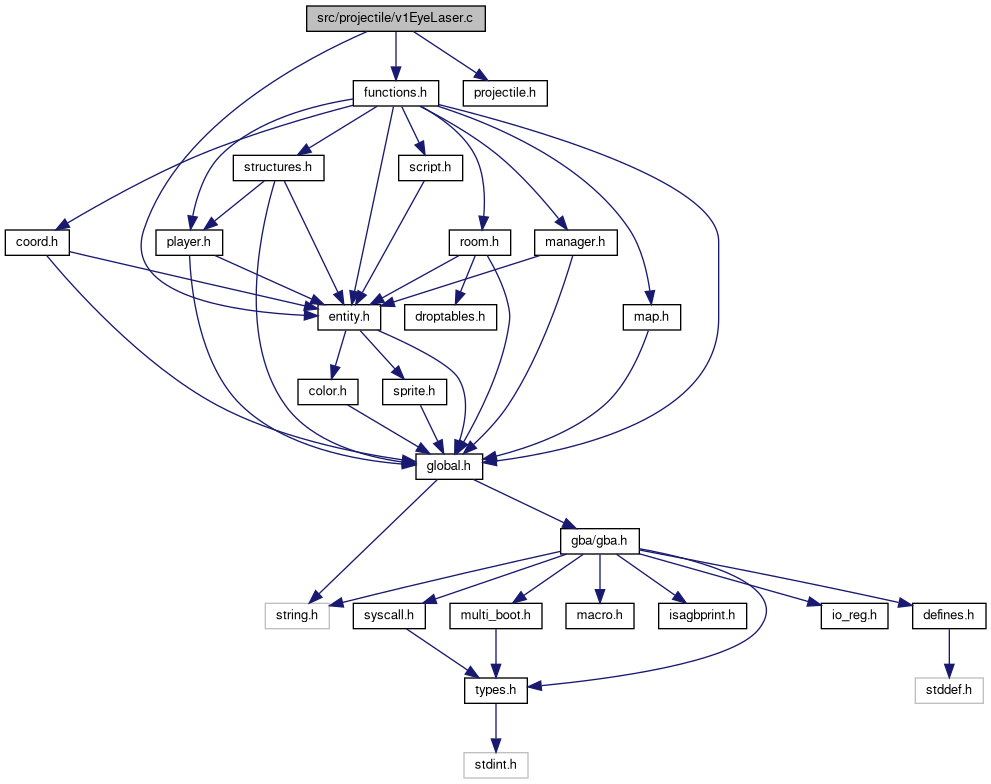 src/projectile/v1EyeLaser.c
functions.h
projectile.h
structures.h
script.h
coord.h
player.h
room.h
manager.h
entity.h
droptables.h
map.h
color.h
sprite.h
global.h
gba/gba.h
string.h
syscall.h
multi_boot.h
macro.h
isagbprint.h
io_reg.h
defines.h
types.h
stddef.h
stdint.h